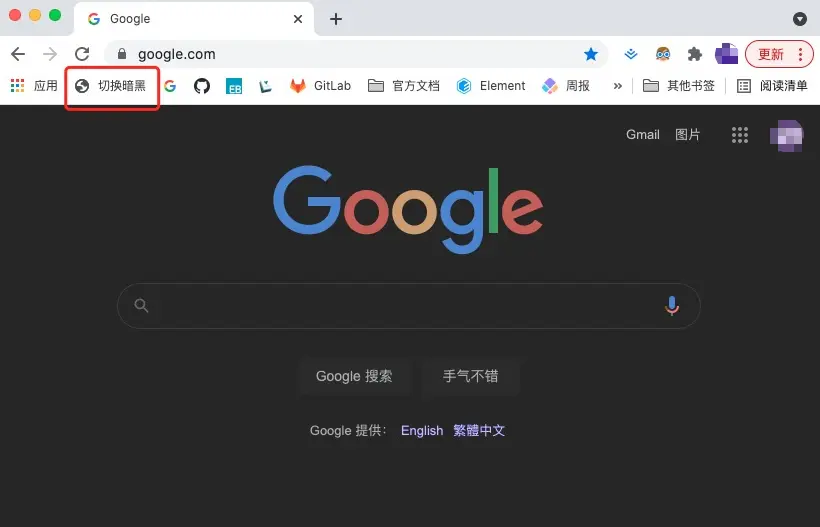 Google
google.com
更新
应用 切换暗黑 EB GitLab 官方文档 Element 周报 » 其他书签 阅读清单
Gmail 图片
Google
Google 搜索 手气不错
Google 提供： English 繁體中文